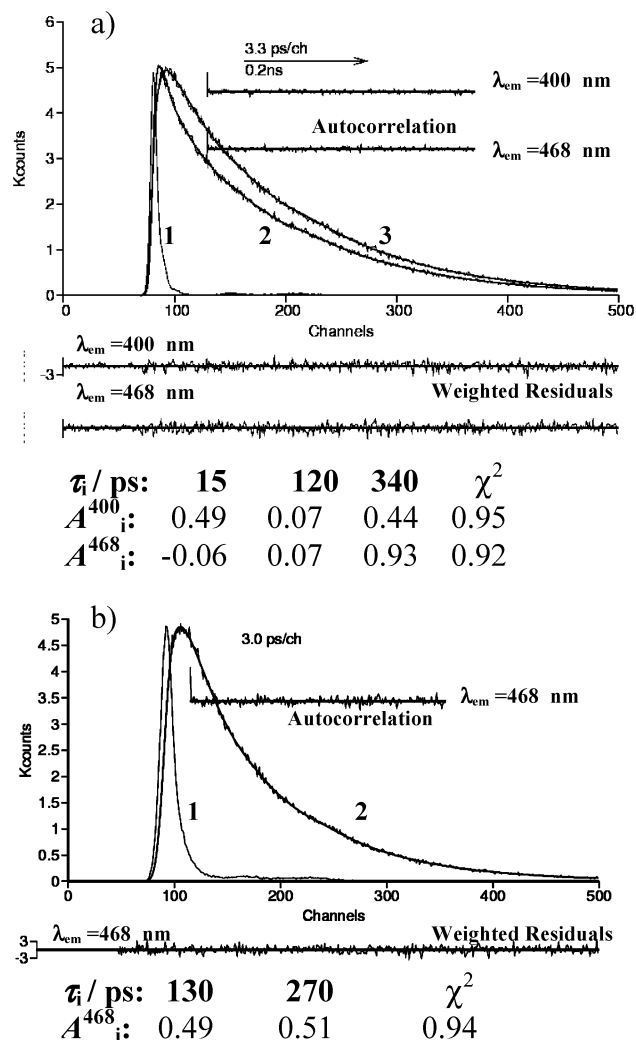 a)
6
5
4
3
2
1
0
Kcounts
3.3 ps/ch
0.2ns
λem =400 nm
Autocorrelation
λem =468 nm
1
2
3
0 100 200 300 400 500
Channels
λem =400 nm
-3
Weighted Residuals
λem =468 nm
τi / ps: 15 120 340 χ²
A⁴⁰⁰i: 0.49 0.07 0.44 0.95
A⁴⁶⁸i: -0.06 0.07 0.93 0.92
b)
5
4.5
4
3.5
3
2.5
2
1.5
1
0.5
0
Kcounts
3.0 ps/ch
λem =468 nm
Autocorrelation
1
2
0 100 200 300 400 500
Channels
3
-3
λem =468 nm
Weighted Residuals
τi / ps: 130 270 χ²
A⁴⁶⁸i: 0.49 0.51 0.94